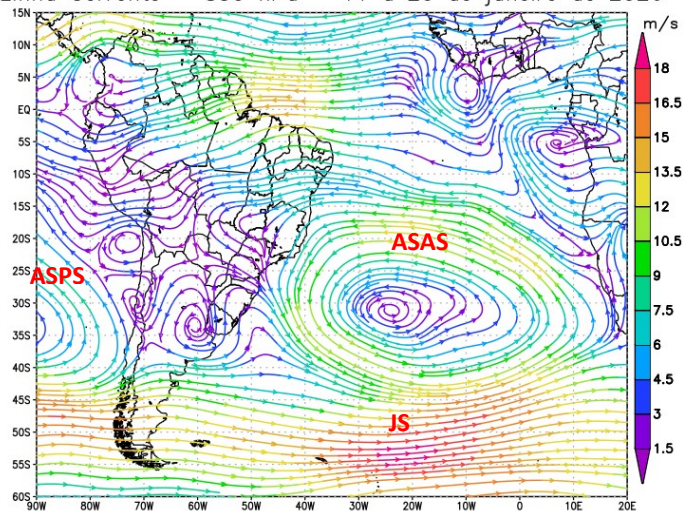 m/s
15N
10N
5N
EQ
5S
10S
15S
20S
25S
30S
35S
40S
45S
50S
55S
60S
90W 80W 70W 60W 50W 40W 30W 20W 10W 0 10E 20E
ASAS
ASPS
JS
18
16.5
15
13.5
12
10.5
9
7.5
6
4.5
3
1.5